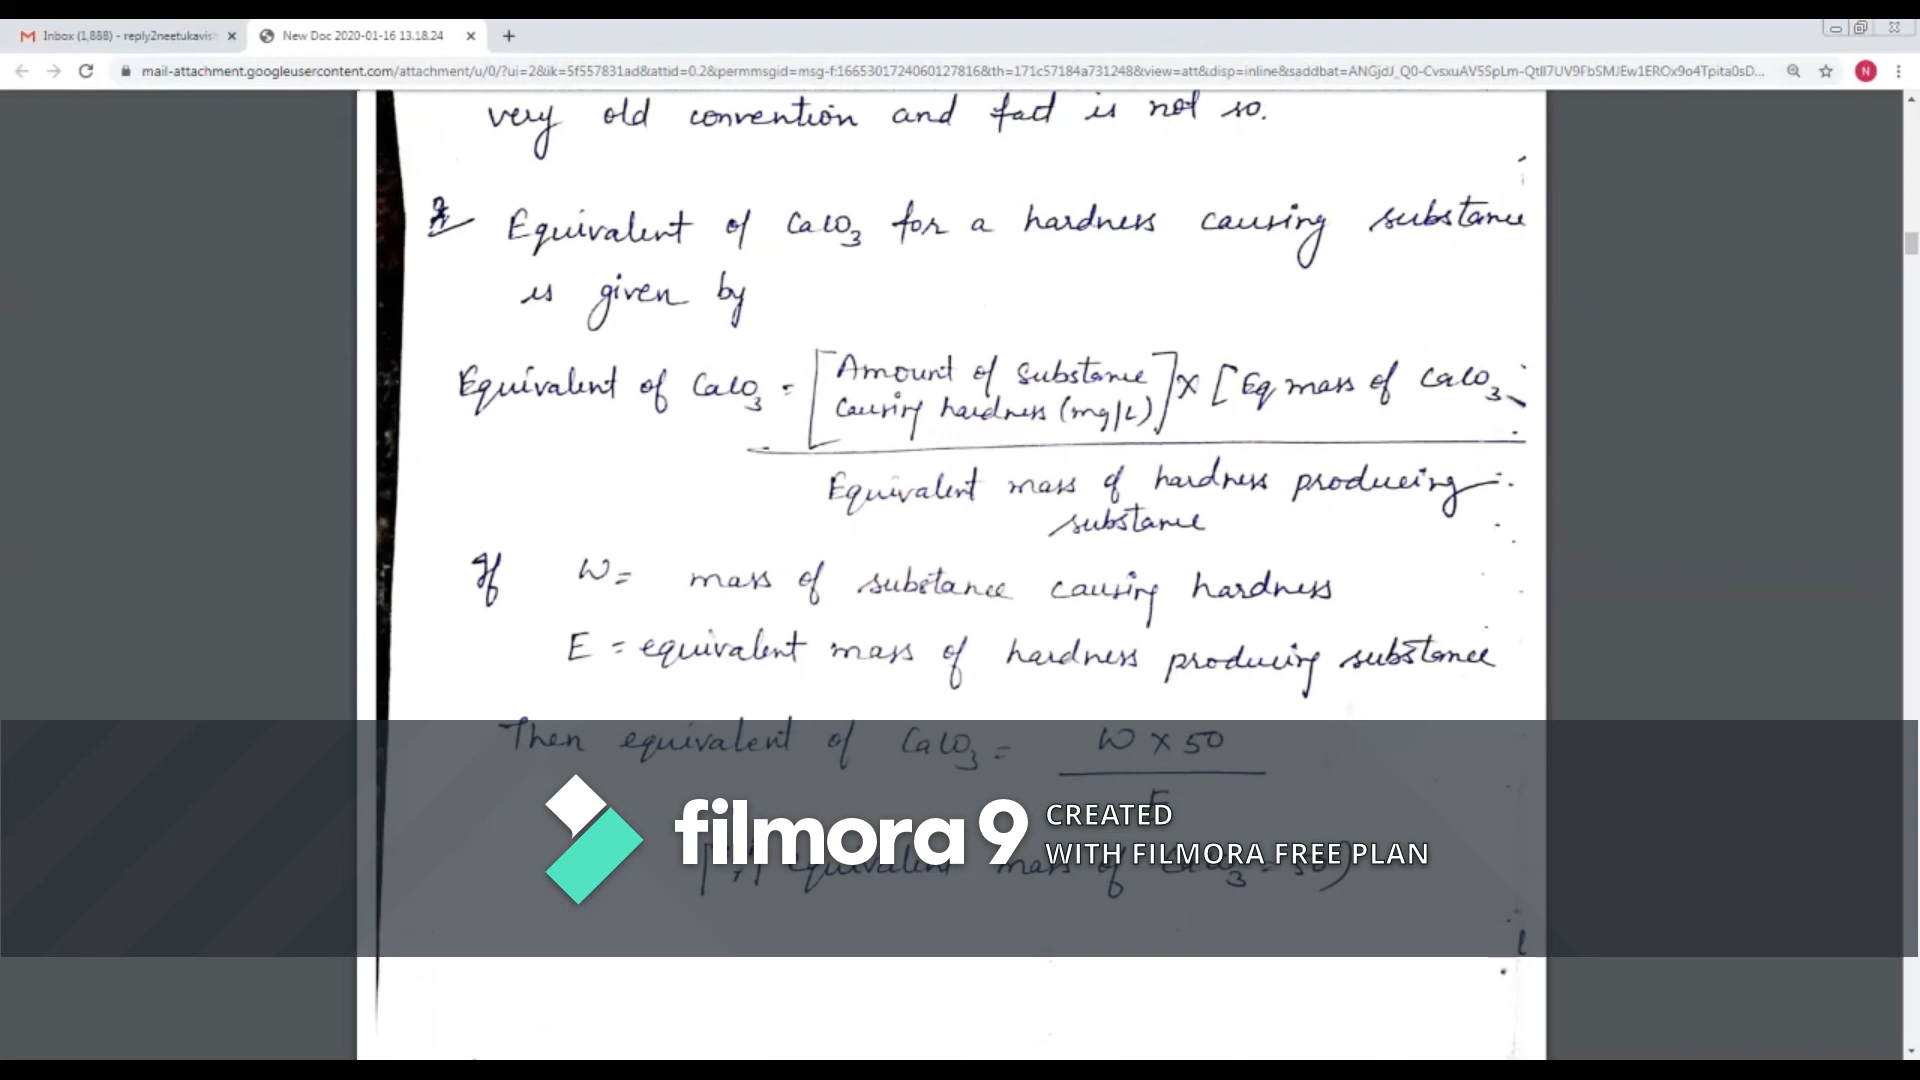 Inbox (1,888) - reply2neetukavis
New Doc 2020-01-16 13.18.24
mail-attachment.googleusercontent.com/attachment/u/0/?ui=2&ik=5f557831ad&attid=0.2&permmsgid=msg-f:1665301724060127816&th=171c57184a731248&view=att&disp=inline&saddbat=
N
very old convention and fact is not so.
Equivalent of CaCO3 for a hardness causing substance
is given by
Equivalent of CaCO3 = [Amount of Substance causing hardness (mg/L)] × [Eq mass of CaCO3
Equivalent mass of hardness producing
substance
If W = mass of substance causing hardness
E = equivalent mass of hardness producing substance
Then equivalent of CaCO3 = W × 50
E
equivalent mass of CaCO3 = 50)
filmora 9
CREATED
WITH FILMORA FREE PLAN